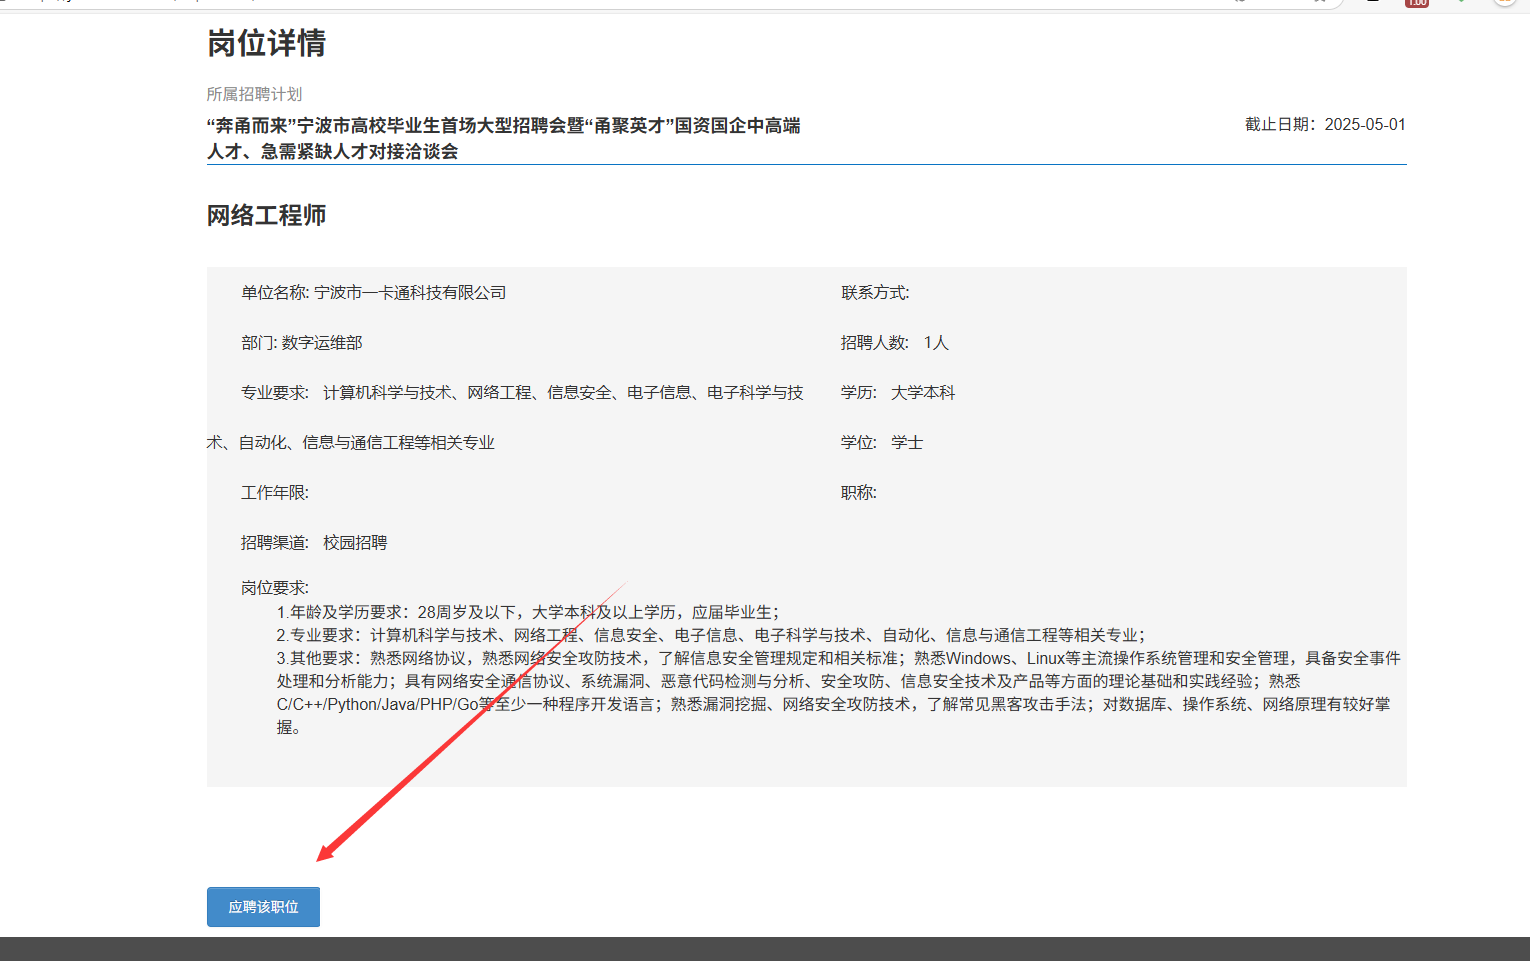 岗位详情
所属招聘计划
“奔甬而来”宁波市高校毕业生首场大型招聘会暨“甬聚英才”国资国企中高端
人才、急需紧缺人才对接洽谈会
截止日期：2025-05-01
网络工程师
单位名称: 宁波市一卡通科技有限公司
联系方式:
部门: 数字运维部
招聘人数: 1人
专业要求: 计算机科学与技术、网络工程、信息安全、电子信息、电子科学与技
学历: 大学本科
术、自动化、信息与通信工程等相关专业
学位: 学士
工作年限:
职称:
招聘渠道: 校园招聘
岗位要求:
1.年龄及学历要求：28周岁及以下，大学本科及以上学历，应届毕业生；
2.专业要求：计算机科学与技术、网络工程、信息安全、电子信息、电子科学与技术、自动化、信息与通信工程等相关专业；
3.其他要求：熟悉网络协议，熟悉网络安全攻防技术，了解信息安全管理规定和相关标准；熟悉Windows、Linux等主流操作系统管理和安全管理，具备安全事件
处理和分析能力；具有网络安全通信协议、系统漏洞、恶意代码检测与分析、安全攻防、信息安全技术及产品等方面的理论基础和实践经验；熟悉
C/C++/Python/Java/PHP/Go等至少一种程序开发语言；熟悉漏洞挖掘、网络安全攻防技术，了解常见黑客攻击手法；对数据库、操作系统、网络原理有较好掌
握。
应聘该职位